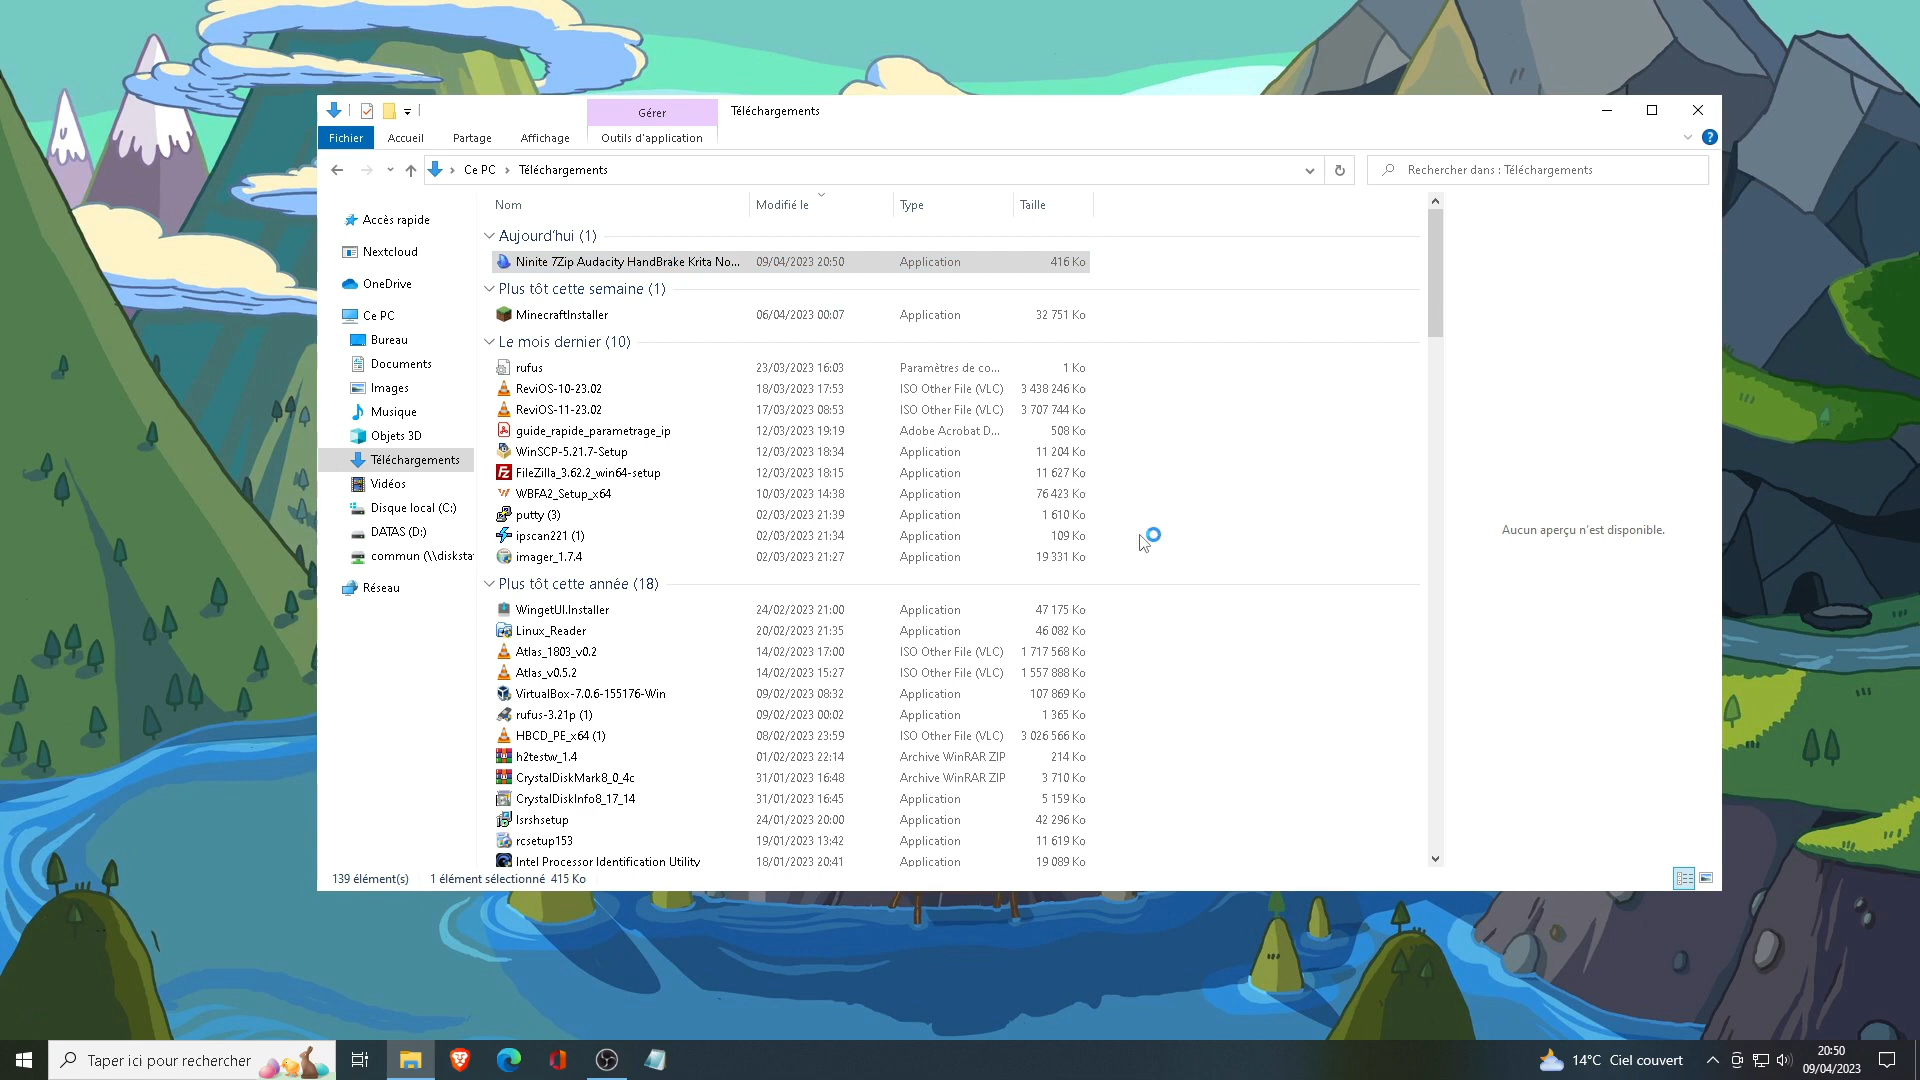 Gérer
Téléchargements
Fichier
Accueil
Partage
Affichage
Outils d'application
Ce PC
Téléchargements
Rechercher dans : Téléchargements
Nom
Modifié le
Type
Taille
Accès rapide
Nextcloud
OneDrive
Ce PC
Bureau
Documents
Images
Musique
Objets 3D
Téléchargements
Vidéos
Disque local (C:)
DATAS (D:)
commun (\\disksta
Réseau
Aujourd'hui (1)
Ninite 7Zip Audacity HandBrake Krita No... 09/04/2023 20:50 Application 416 Ko
Plus tôt cette semaine (1)
MinecraftInstaller 06/04/2023 00:07 Application 32 751 Ko
Le mois dernier (10)
rufus 23/03/2023 16:03 Paramètres de co... 1 Ko
ReviOS-10-23.02 18/03/2023 17:53 ISO Other File (VLC) 3 438 246 Ko
ReviOS-11-23.02 17/03/2023 08:53 ISO Other File (VLC) 3 707 744 Ko
guide_rapide_parametrage_ip 12/03/2023 19:19 Adobe Acrobat D... 508 Ko
WinSCP-5.21.7-Setup 12/03/2023 18:34 Application 11 204 Ko
FileZilla_3.62.2_win64-setup 12/03/2023 18:15 Application 11 627 Ko
WBFA2_Setup_x64 10/03/2023 14:38 Application 76 423 Ko
putty (3) 02/03/2023 21:39 Application 1 610 Ko
ipscan221 (1) 02/03/2023 21:34 Application 109 Ko
imager_1.7.4 02/03/2023 21:27 Application 19 331 Ko
Plus tôt cette année (18)
WingetUI.Installer 24/02/2023 21:00 Application 47 175 Ko
Linux_Reader 20/02/2023 21:35 Application 46 082 Ko
Atlas_1803_v0.2 14/02/2023 17:00 ISO Other File (VLC) 1 717 568 Ko
Atlas_v0.5.2 14/02/2023 15:27 ISO Other File (VLC) 1 557 888 Ko
VirtualBox-7.0.6-155176-Win 09/02/2023 08:32 Application 107 869 Ko
rufus-3.21p (1) 09/02/2023 00:02 Application 1 365 Ko
HBCD_PE_x64 (1) 08/02/2023 23:59 ISO Other File (VLC) 3 026 566 Ko
h2testw_1.4 01/02/2023 22:14 Archive WinRAR ZIP 214 Ko
CrystalDiskMark8_0_4c 31/01/2023 16:48 Archive WinRAR ZIP 3 710 Ko
CrystalDiskInfo8_17_14 31/01/2023 16:45 Application 5 159 Ko
lsrshsetup 24/01/2023 20:00 Application 42 296 Ko
rcsetup153 19/01/2023 13:42 Application 11 619 Ko
Intel Processor Identification Utility 18/01/2023 20:41 Application 19 089 Ko
Aucun aperçu n'est disponible.
139 élément(s)
1 élément sélectionné 415 Ko
Taper ici pour rechercher
14°C Ciel couvert
20:50
09/04/2023